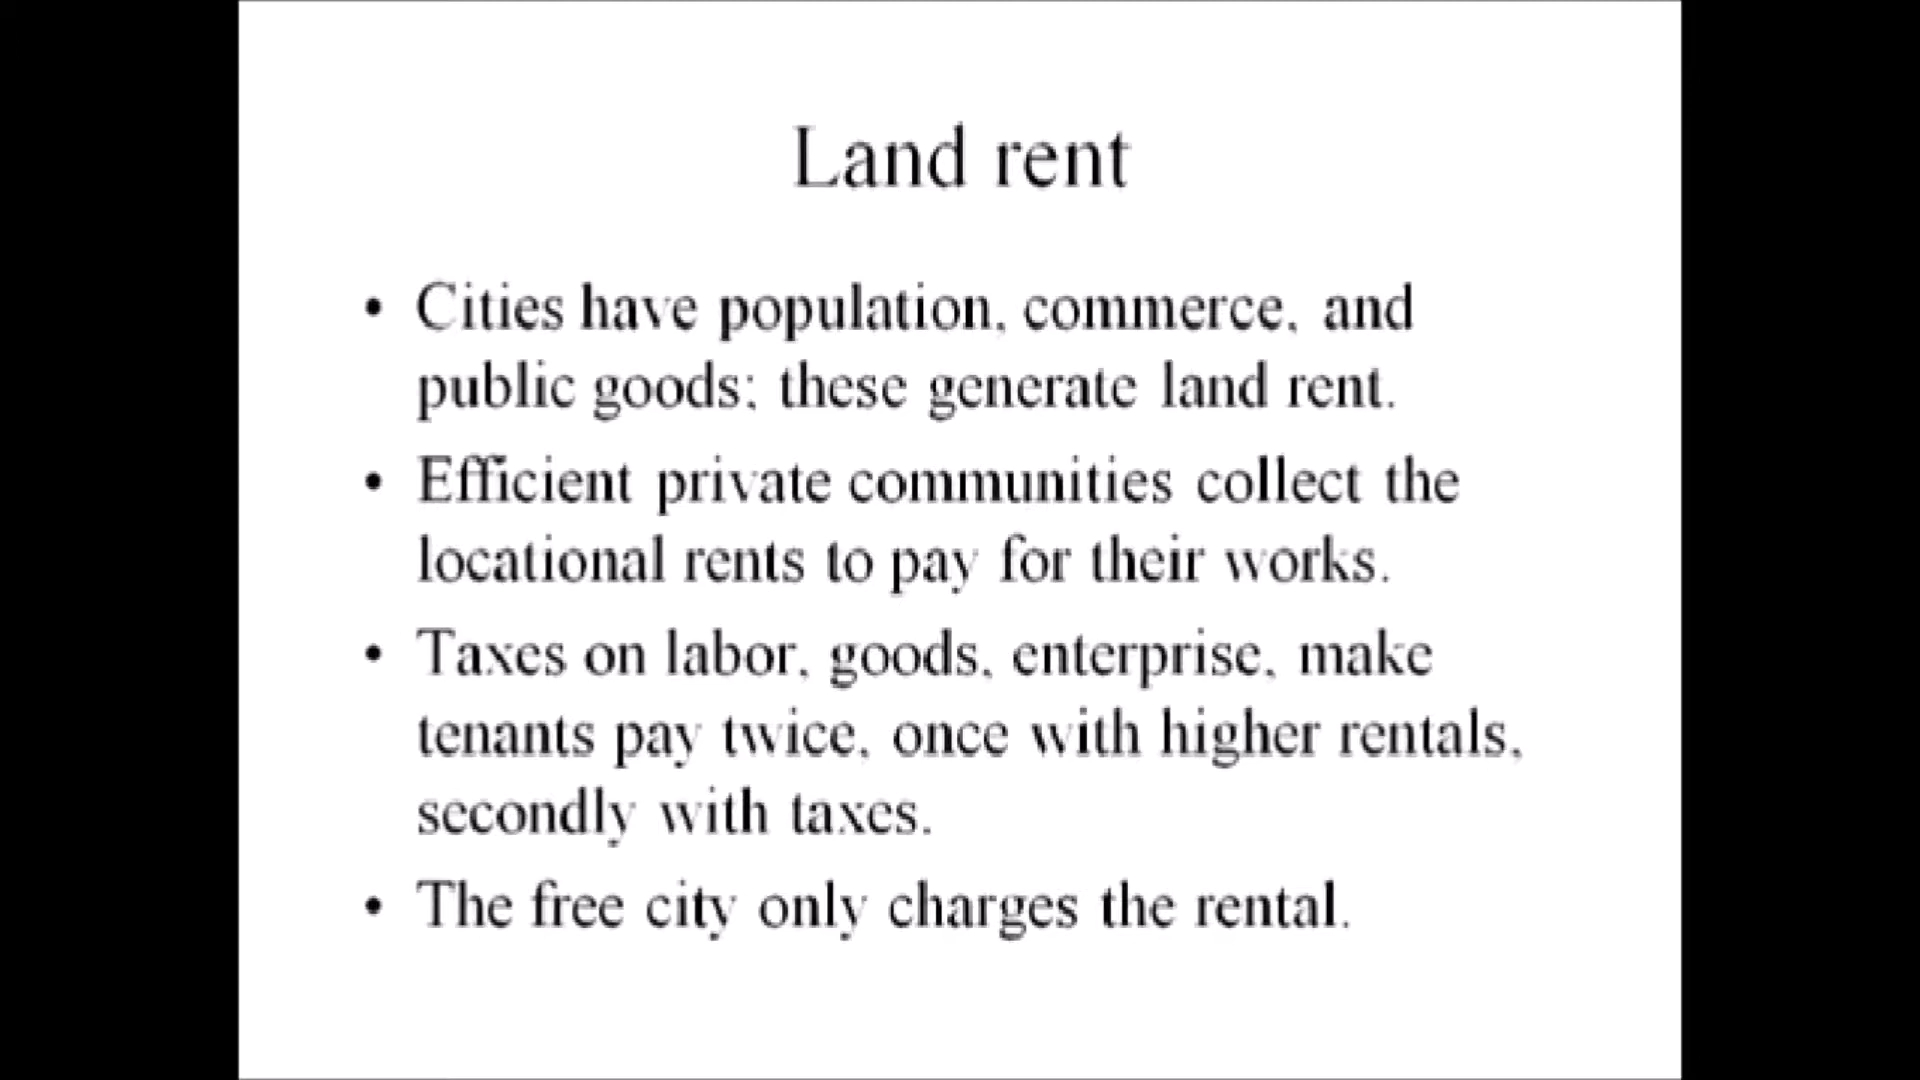 Land rent
• Cities have population, commerce, and
public goods; these generate land rent.
• Efficient private communities collect the
locational rents to pay for their works.
• Taxes on labor, goods, enterprise, make
tenants pay twice, once with higher rentals,
secondly with taxes.
• The free city only charges the rental.